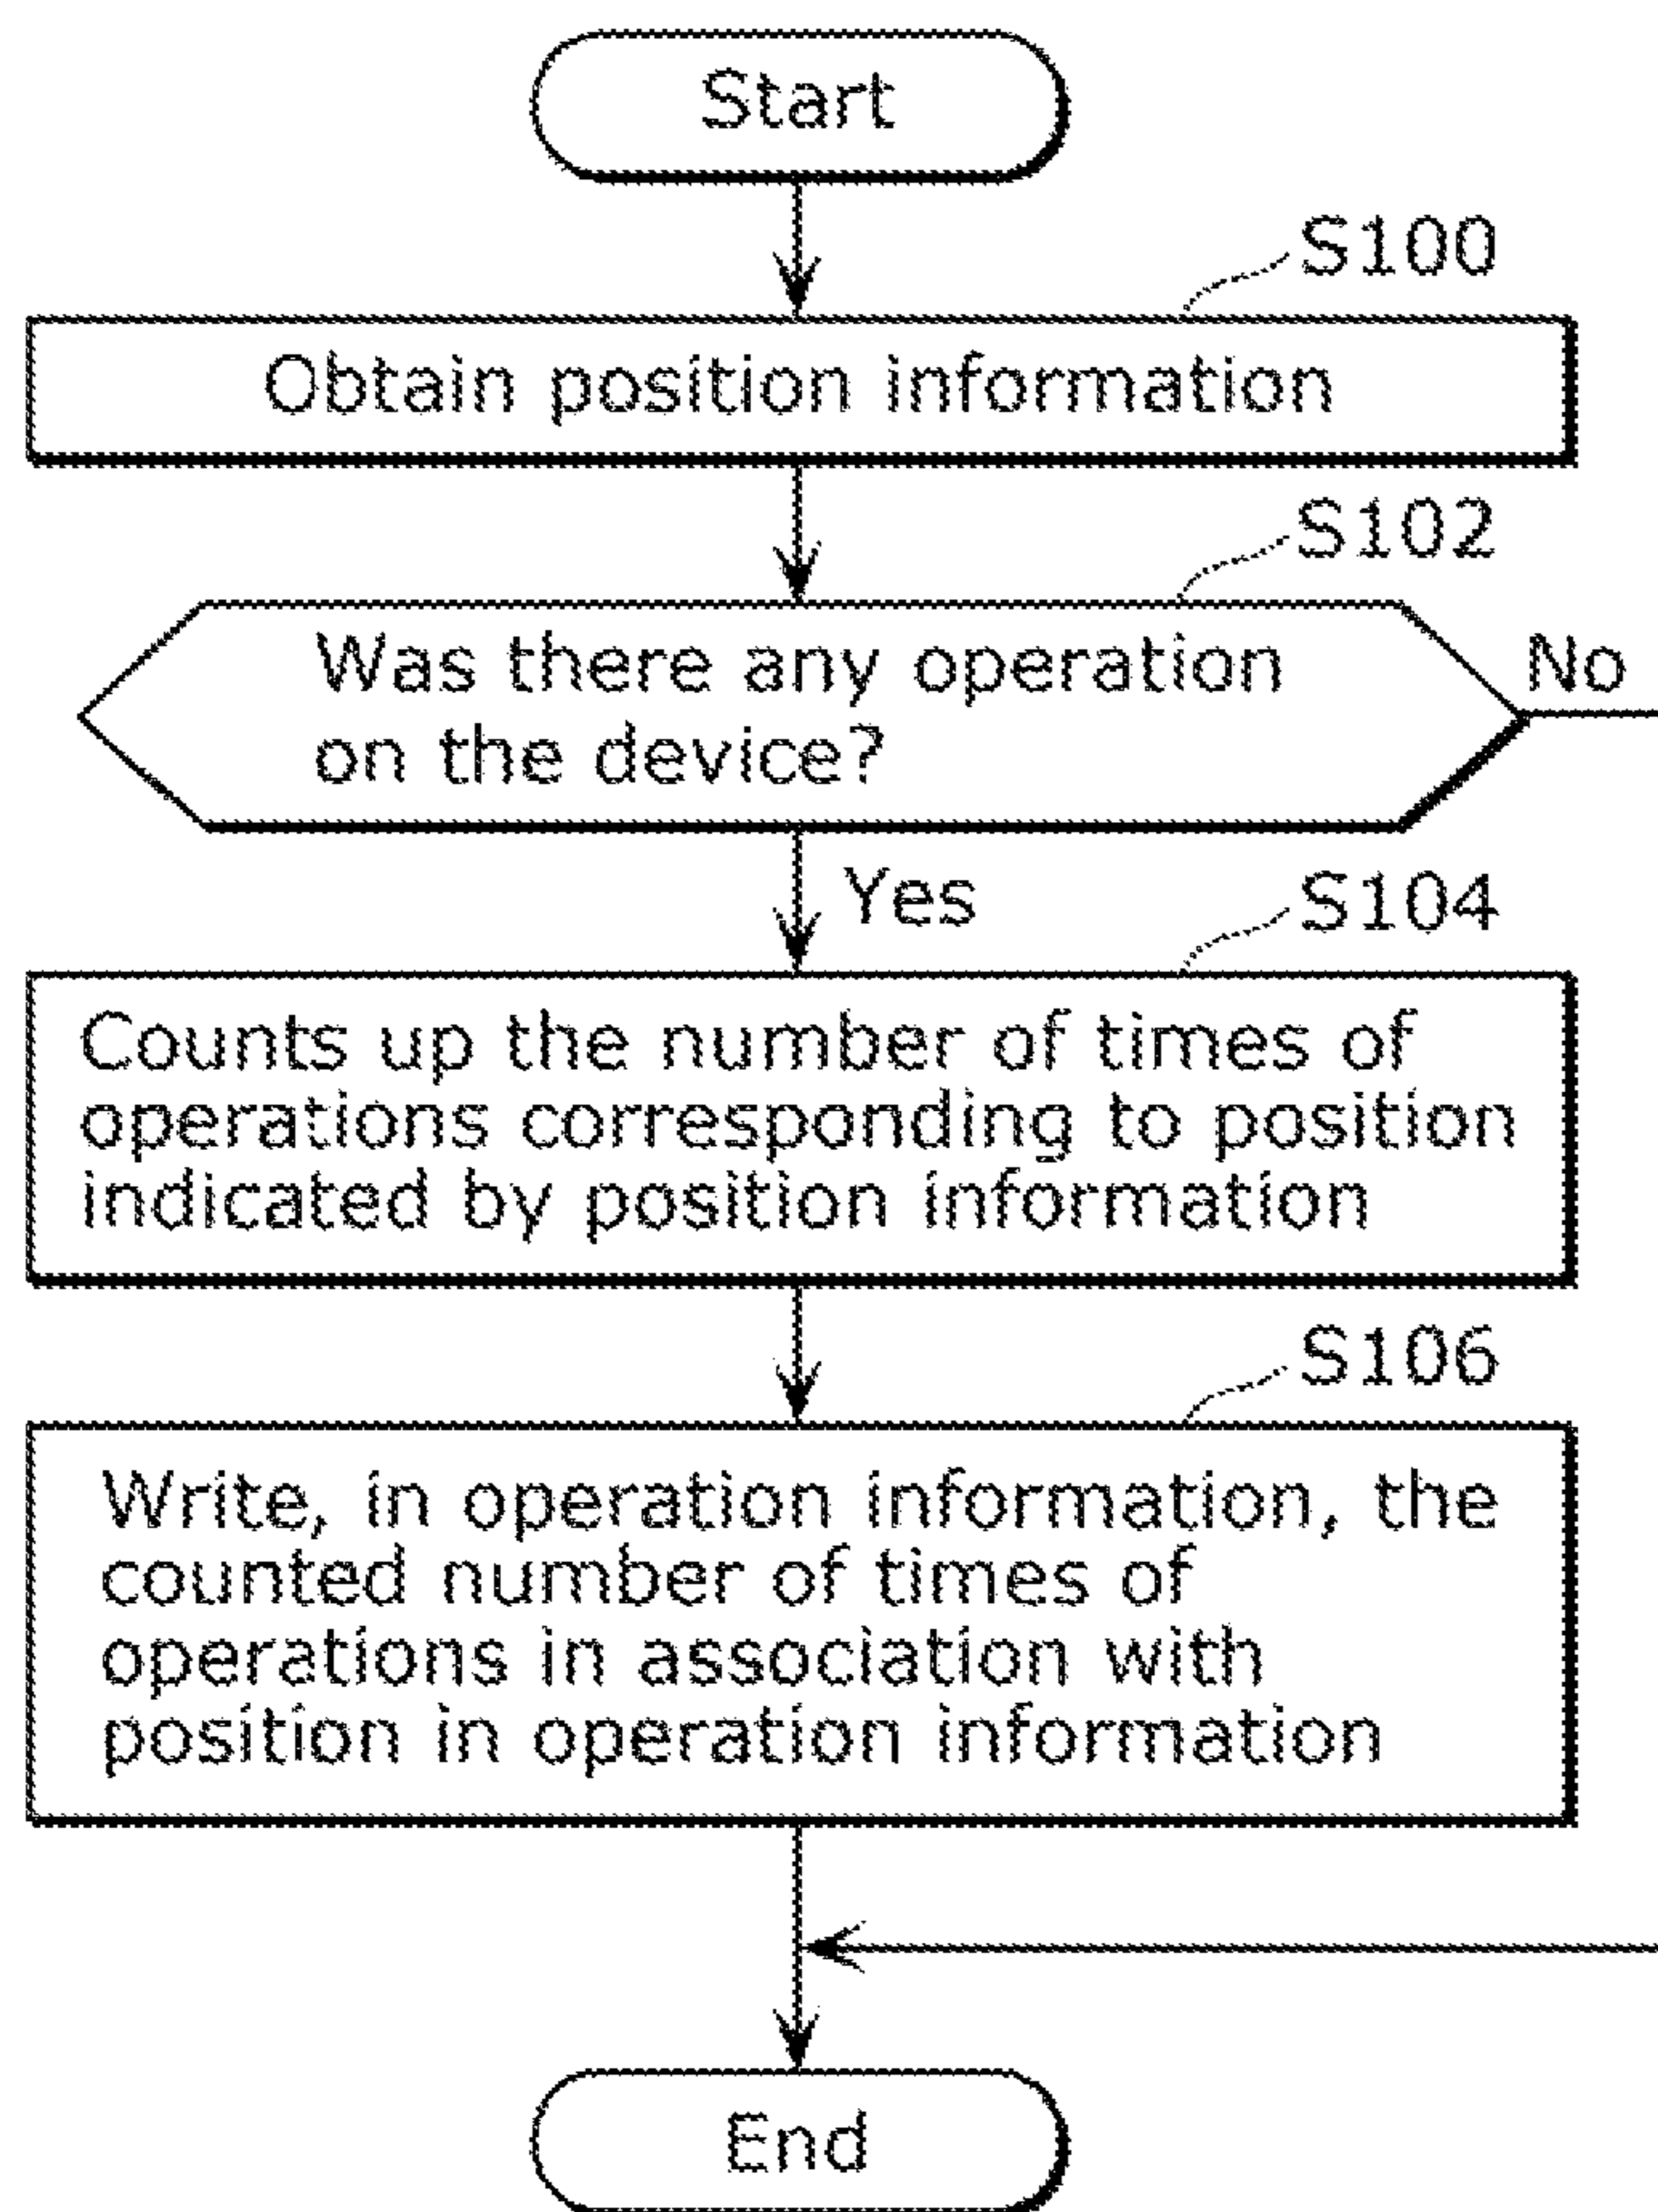 Start
S100
Obtain position information
S102
Was there any operation
on the device?
No
Yes
S104
Counts up the number of times of
operations corresponding to position
indicated by position information
S106
Write, in operation information, the
counted number of times of
operations in association with
position in operation information
End